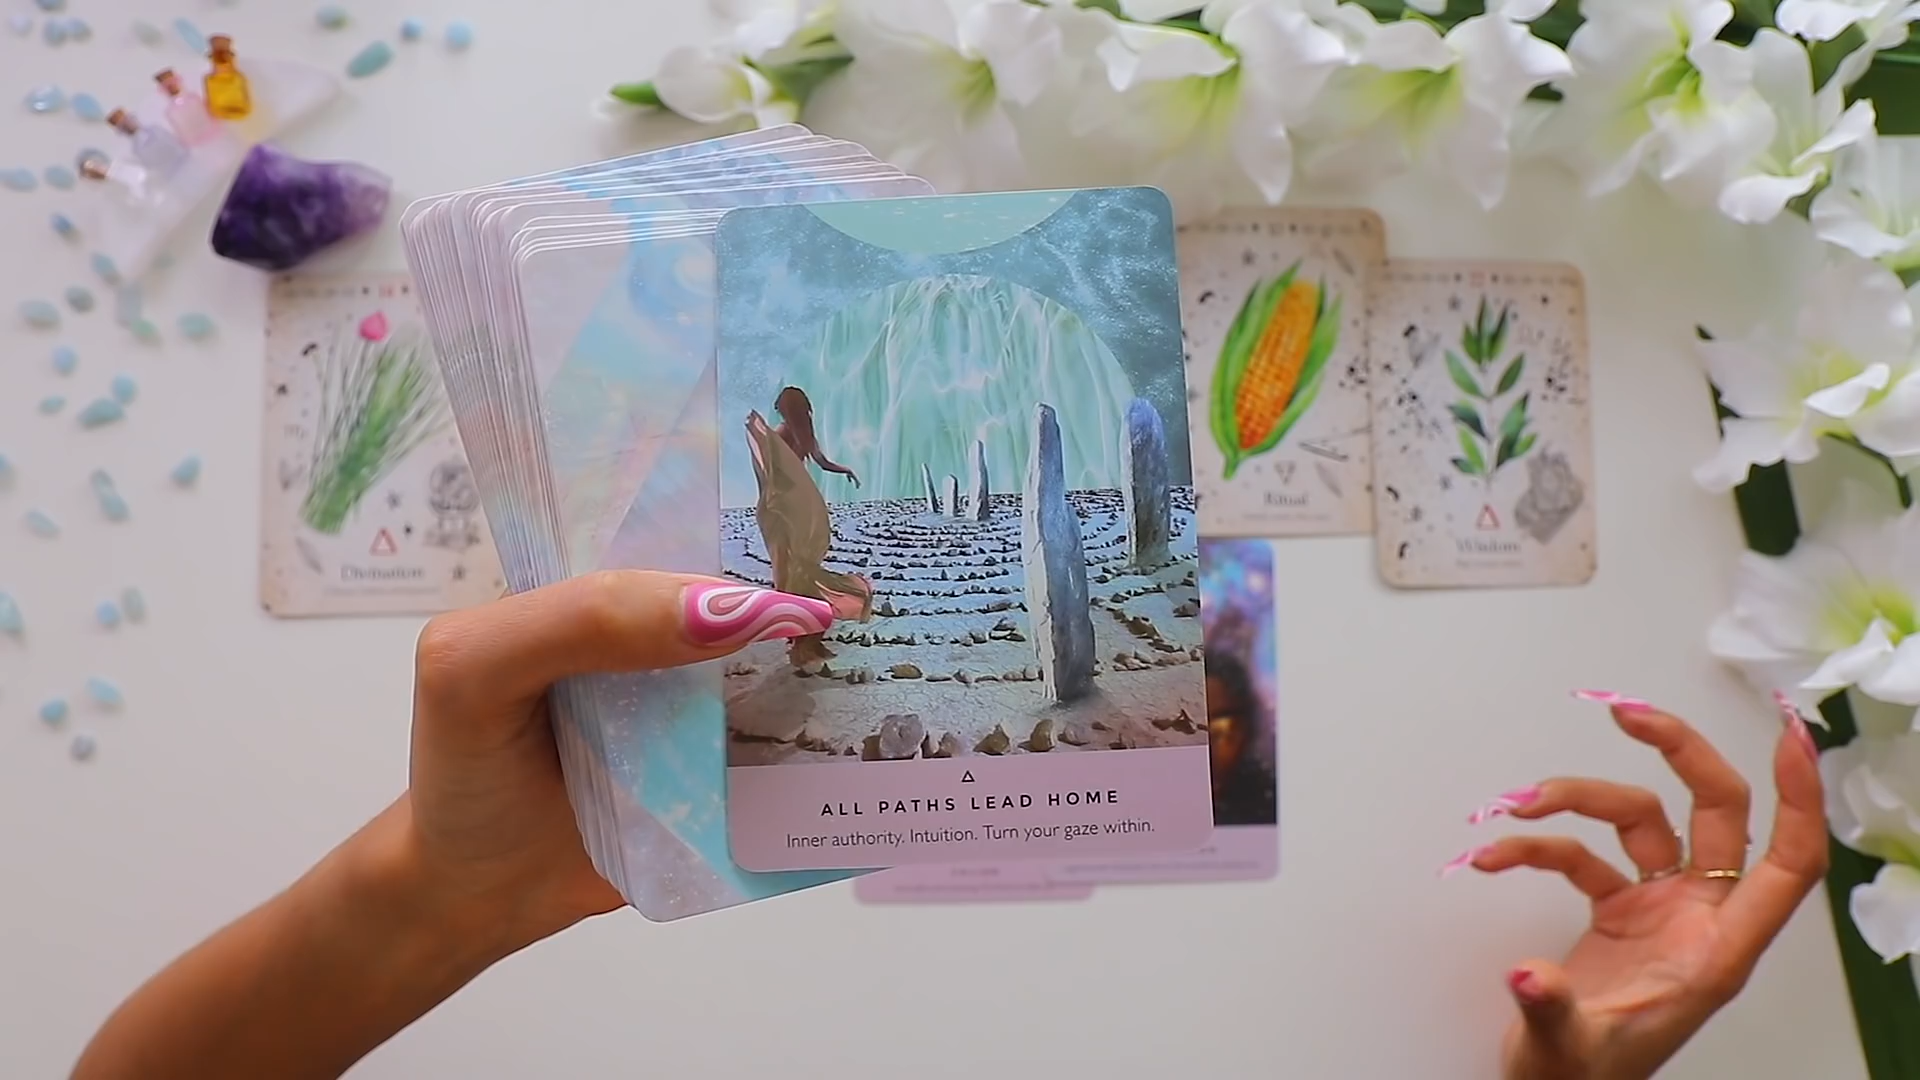 Divination
Ritual
Wisdom
ALL PATHS LEAD HOME
Inner authority. Intuition. Turn your gaze within.